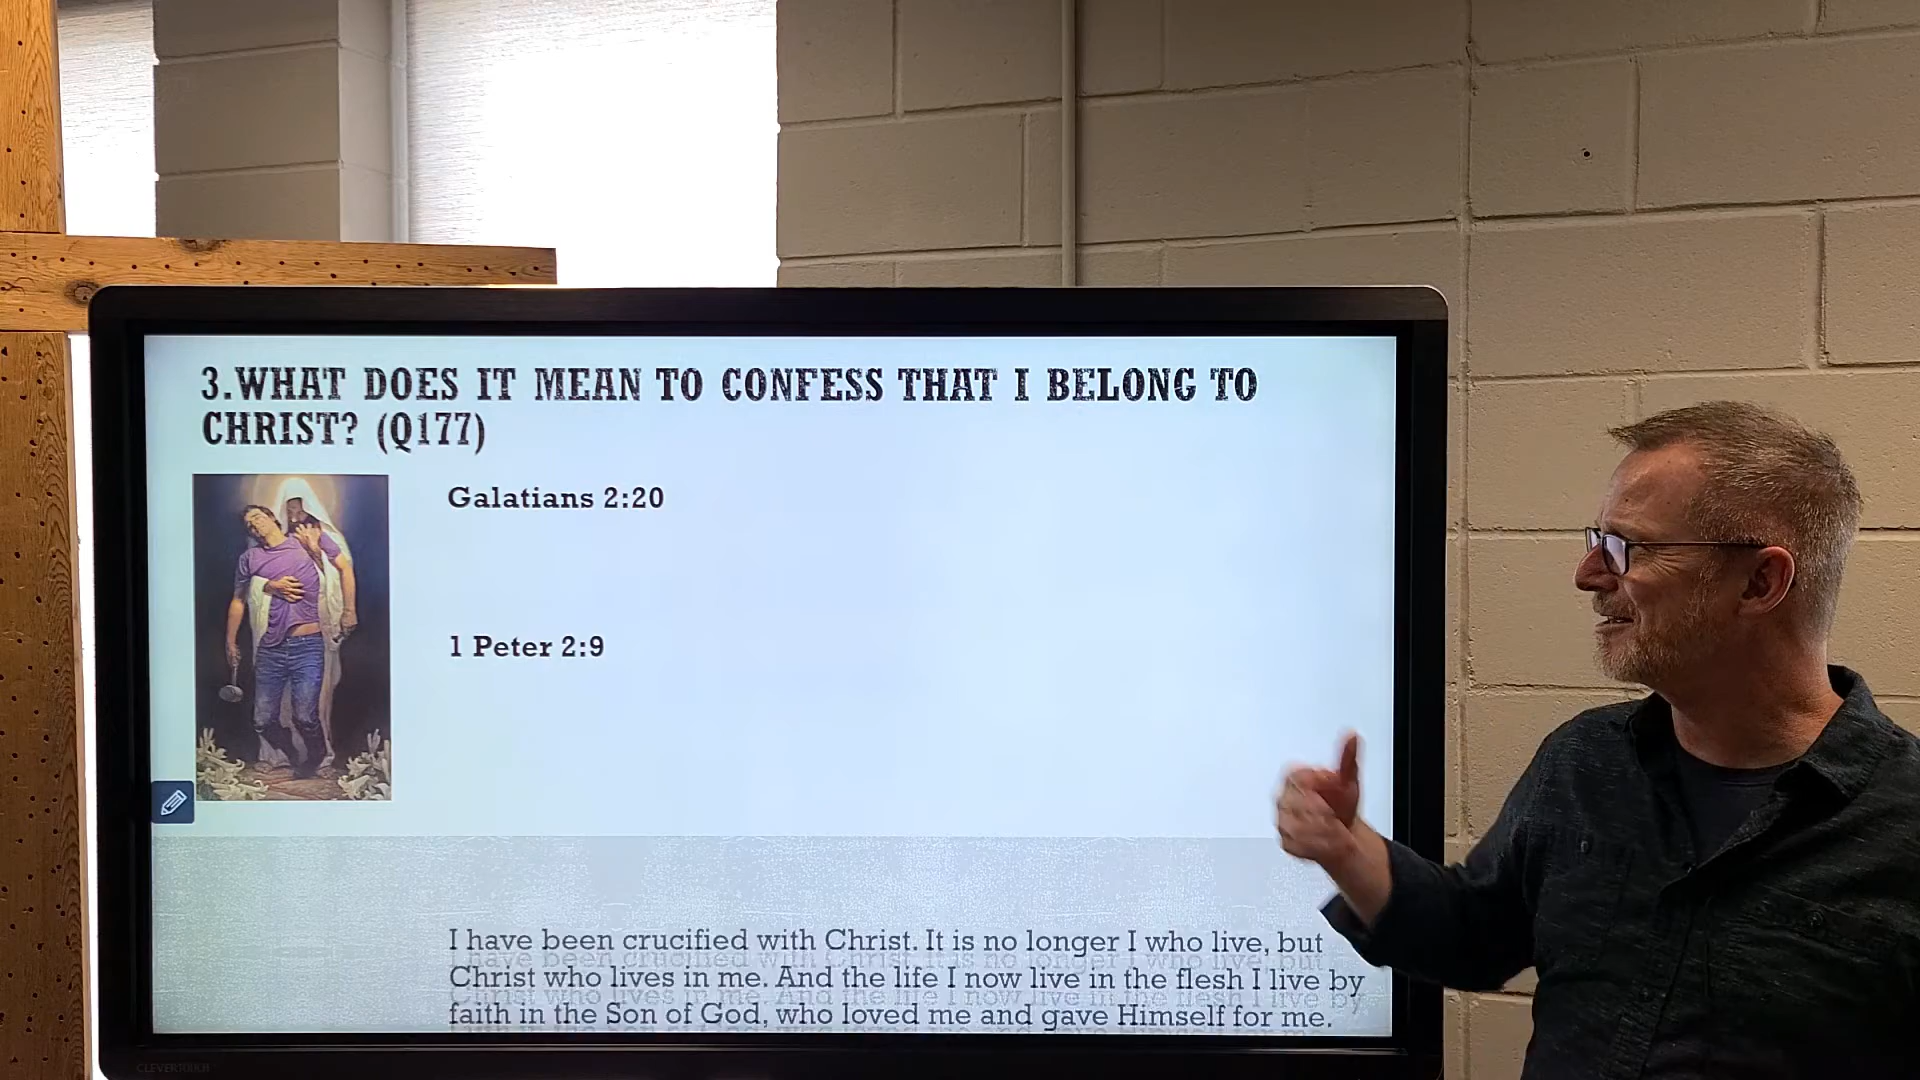 3.WHAT DOES IT MEAN TO CONFESS THAT I BELONG TO
CHRIST? (Q177)
Galatians 2:20
1 Peter 2:9
I have been crucified with Christ. It is no longer I who live, but
Christ who lives in me. And the life I now live in the flesh I live by
faith in the Son of God, who loved me and gave Himself for me.
CLEVERTOUCH